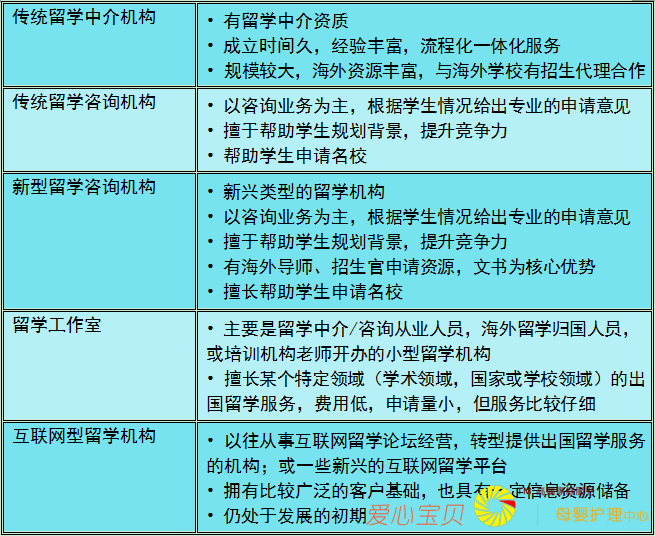 传统留学中介机构
• 有留学中介资质
• 成立时间久，经验丰富，流程化一体化服务
• 规模较大，海外资源丰富，与海外学校有招生代理合作
传统留学咨询机构
• 以咨询业务为主，根据学生情况给出专业的申请意见
• 擅于帮助学生规划背景，提升竞争力
• 帮助学生申请名校
新型留学咨询机构
• 新兴类型的留学机构
• 以咨询业务为主，根据学生情况给出专业的申请意见
• 擅于帮助学生规划背景，提升竞争力
• 有海外导师、招生官申请资源，文书为核心优势
• 擅长帮助学生申请名校
留学工作室
• 主要是留学中介/咨询从业人员，海外留学归国人员，
或培训机构老师开办的小型留学机构
• 擅长某个特定领域（学术领域，国家或学校领域）的出
国留学服务，费用低，申请量小，但服务比较仔细
互联网型留学机构
• 以往从事互联网留学论坛经营，转型提供出国留学服务
的机构；或一些新兴的互联网留学平台
• 拥有比较广泛的客户基础，也具有一定信息资源储备
• 仍处于发展的初期
爱心宝贝
母婴护理中心